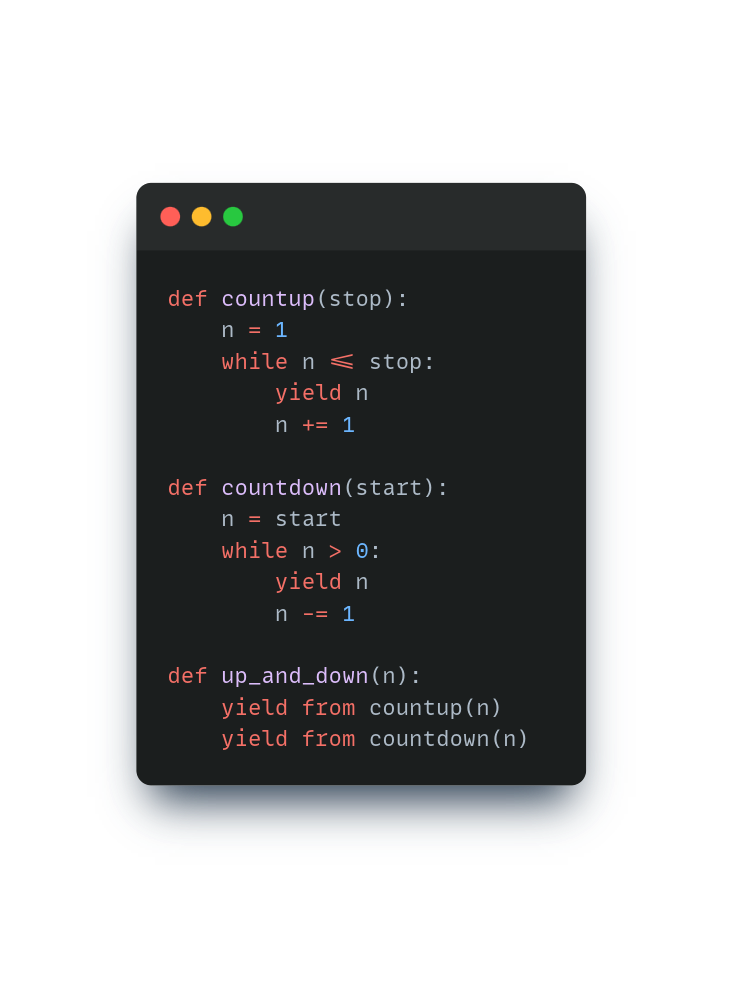 def countup(stop):
    n = 1
    while n <= stop:
        yield n
        n += 1

def countdown(start):
    n = start
    while n > 0:
        yield n
        n -= 1

def up_and_down(n):
    yield from countup(n)
    yield from countdown(n)